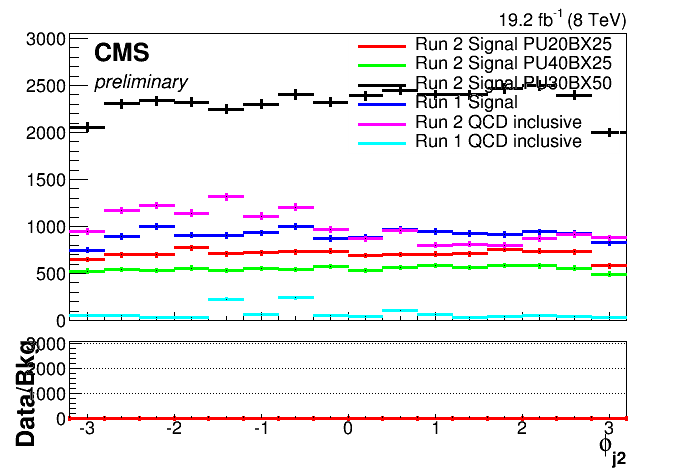 19.2 fb-1 (8 TeV)
CMS
preliminary
Run 2 Signal PU20BX25
Run 2 Signal PU40BX25
Run 2 Signal PU30BX50
Run 1 Signal
Run 2 QCD inclusive
Run 1 QCD inclusive
3000
2500
2000
1500
1000
500
0
Data/Bkg
3000
2000
1000
0
-3 -2 -1 0 1 2 3
ϕj2